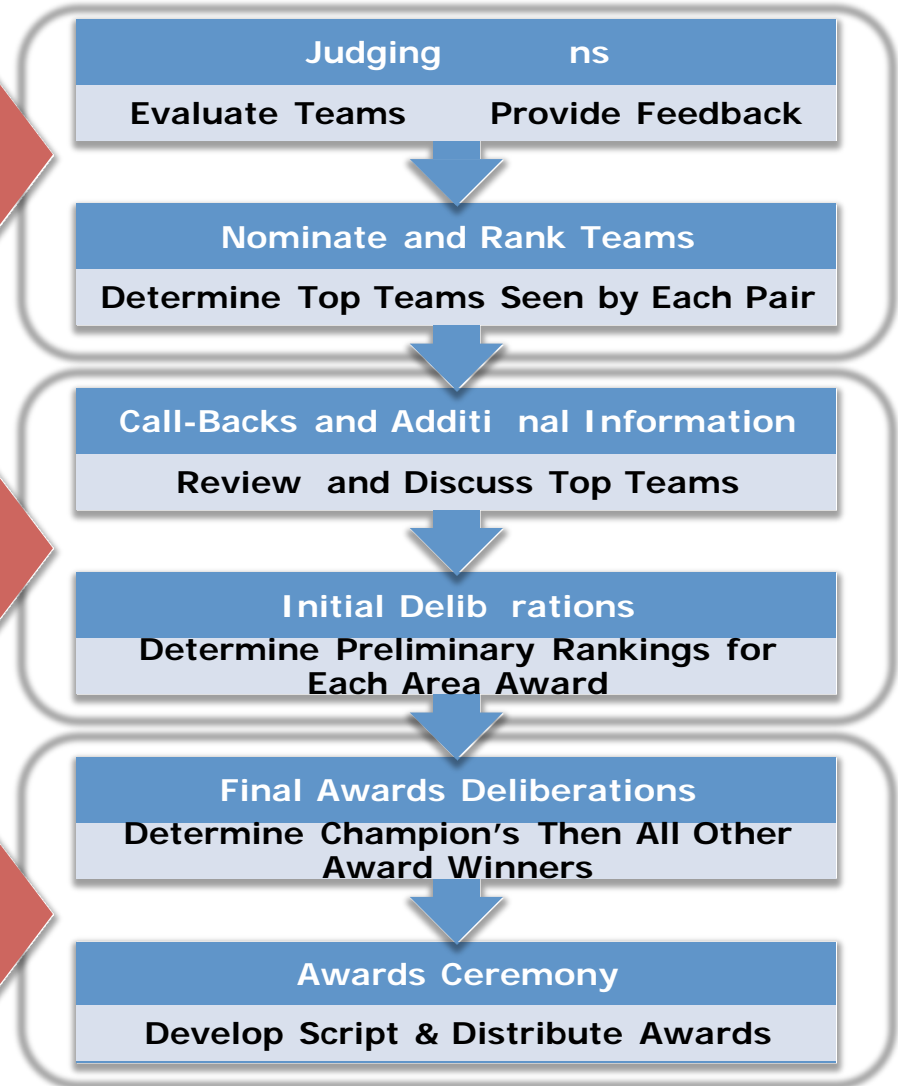 Judging ns
Evaluate Teams Provide Feedback
Nominate and Rank Teams
Determine Top Teams Seen by Each Pair
Call-Backs and Additi nal Information
Review and Discuss Top Teams
Initial Delib rations
Determine Preliminary Rankings for
Each Area Award
Final Awards Deliberations
Determine Champion’s Then All Other
Award Winners
Awards Ceremony
Develop Script & Distribute Awards